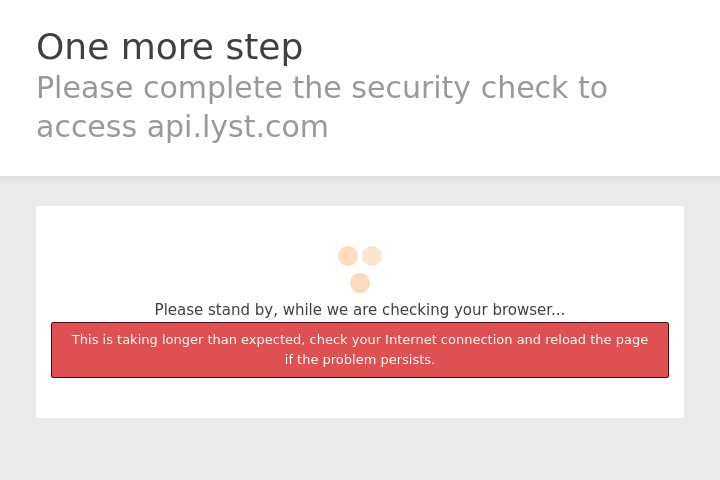 One more step
Please complete the security check to
access api.lyst.com
Please stand by, while we are checking your browser...
This is taking longer than expected, check your Internet connection and reload the page
if the problem persists.